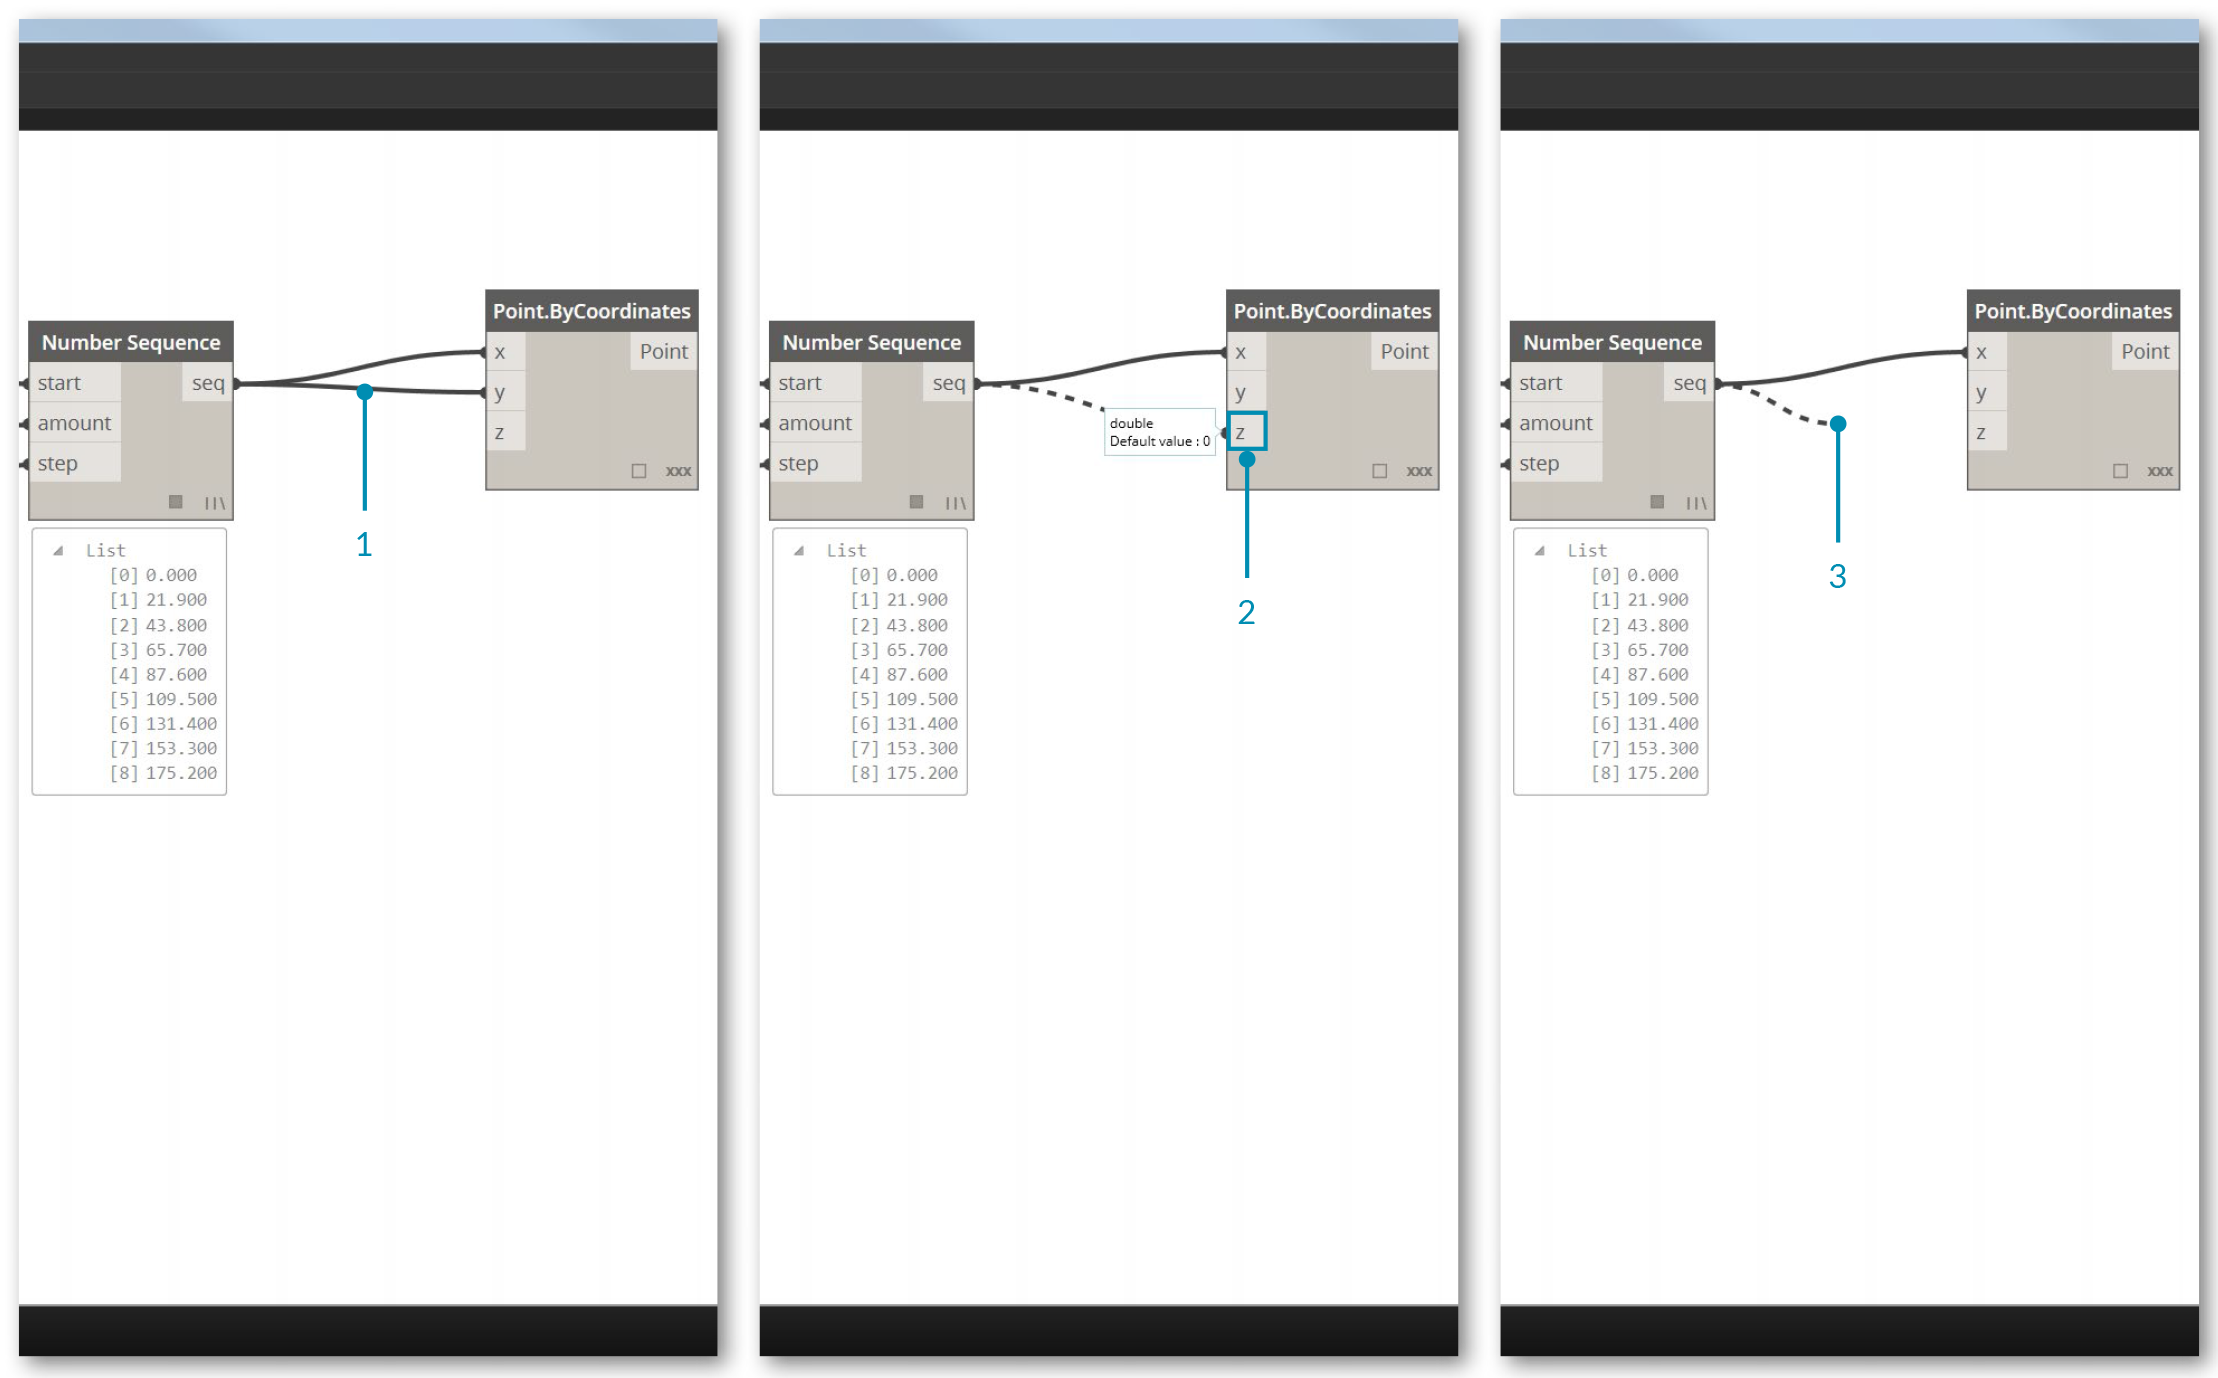 Number Sequence
start
seq
amount
step
Point.ByCoordinates
x
Point
y
z
xxx
1
List
[0] 0.000
[1] 21.900
[2] 43.800
[3] 65.700
[4] 87.600
[5] 109.500
[6] 131.400
[7] 153.300
[8] 175.200
Number Sequence
start
seq
amount
step
double
Default value : 0
Point.ByCoordinates
x
Point
y
z
xxx
2
List
[0] 0.000
[1] 21.900
[2] 43.800
[3] 65.700
[4] 87.600
[5] 109.500
[6] 131.400
[7] 153.300
[8] 175.200
Number Sequence
start
seq
amount
step
Point.ByCoordinates
x
Point
y
z
xxx
3
List
[0] 0.000
[1] 21.900
[2] 43.800
[3] 65.700
[4] 87.600
[5] 109.500
[6] 131.400
[7] 153.300
[8] 175.200